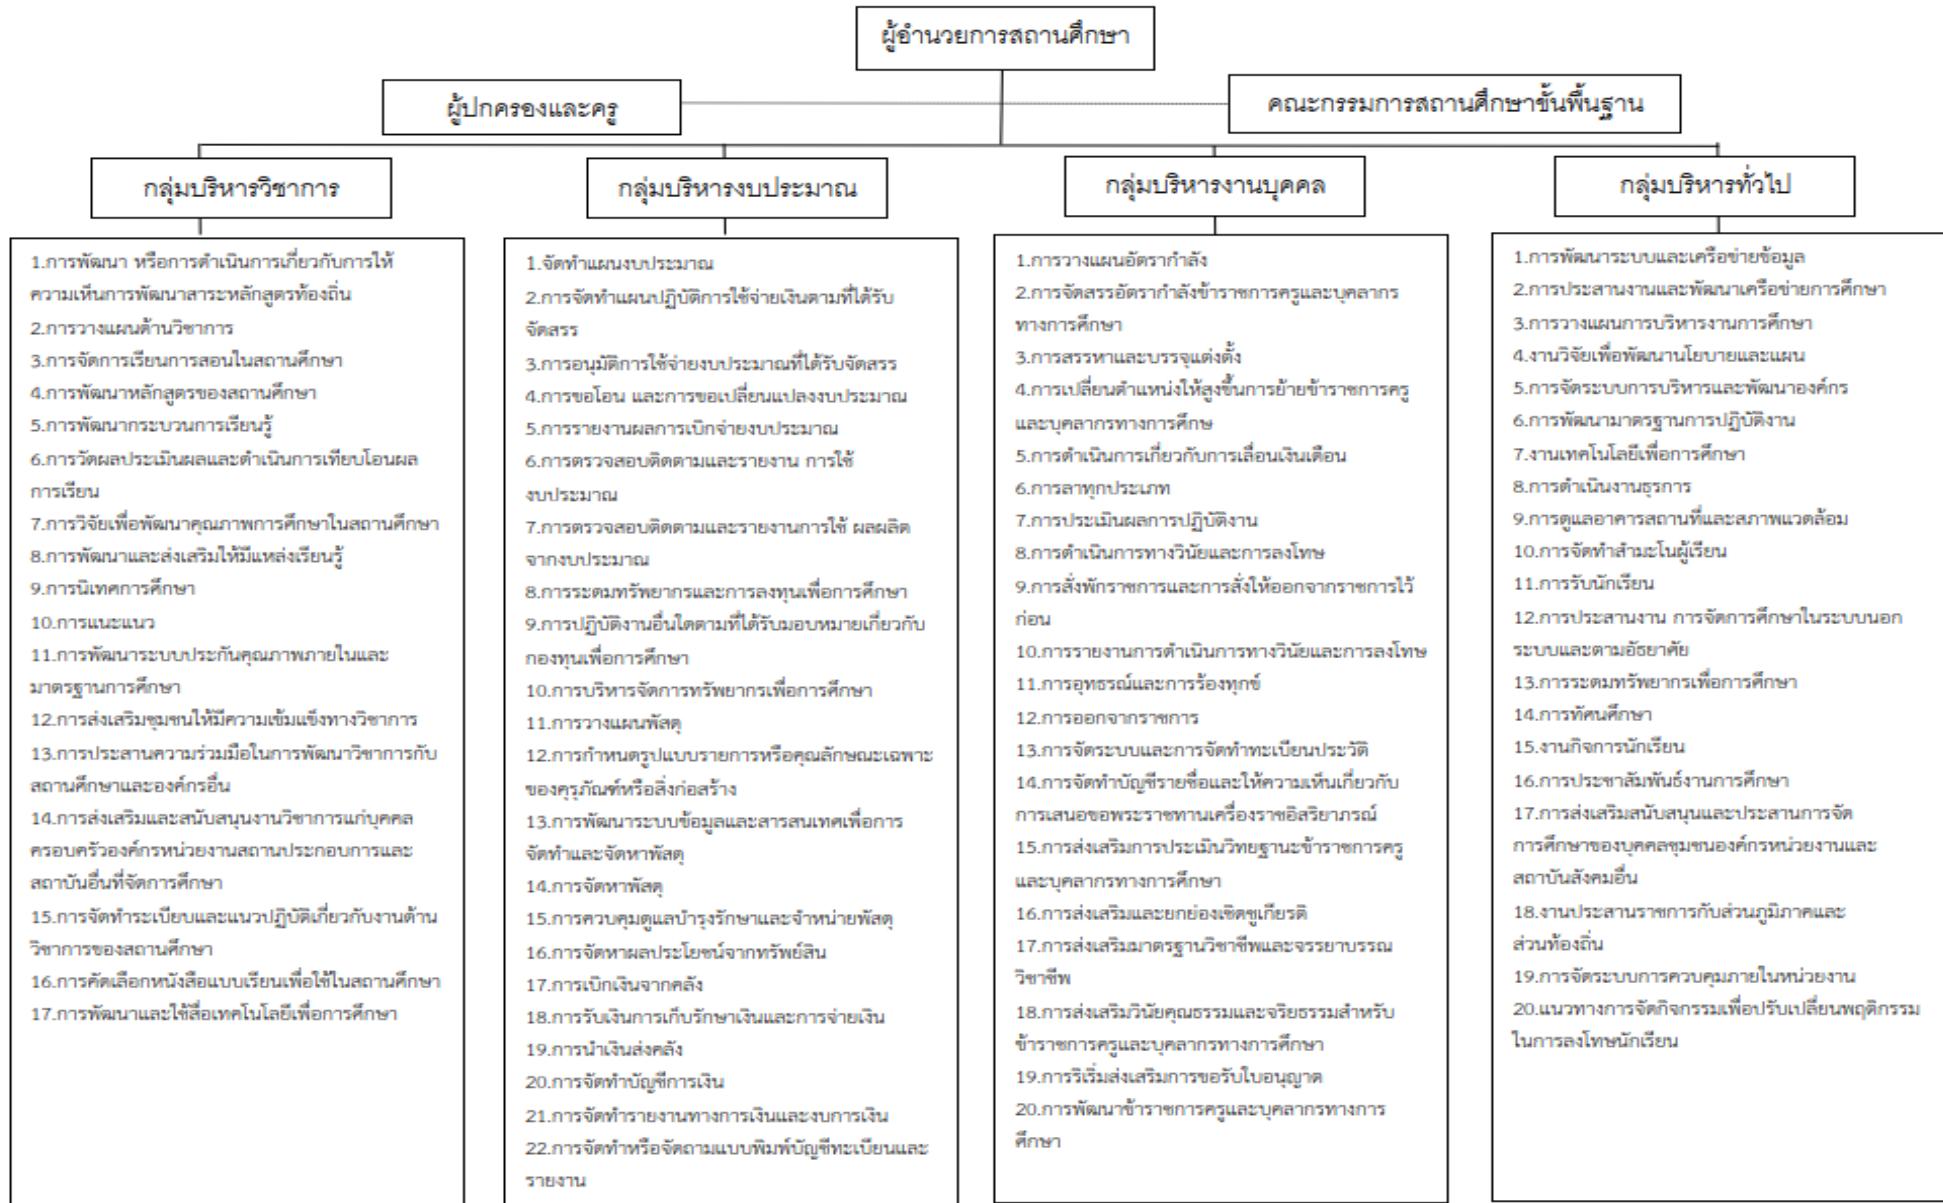 ผู้อำนวยการสถานศึกษา
ผู้ปกครองและครู
คณะกรรมการสถานศึกษาขั้นพื้นฐาน
กลุ่มบริหารวิชาการ
1.การพัฒนา หรือการดำเนินการเกี่ยวกับการให้
ความเห็นการพัฒนาสาระหลักสูตรท้องถิ่น
2.การวางแผนด้านวิชาการ
3.การจัดการเรียนการสอนในสถานศึกษา
4.การพัฒนาหลักสูตรของสถานศึกษา
5.การพัฒนากระบวนการเรียนรู้
6.การวัดผลประเมินผลและดำเนินการเทียบโอนผล
การเรียน
7.การวิจัยเพื่อพัฒนาคุณภาพการศึกษาในสถานศึกษา
8.การพัฒนาและส่งเสริมให้มีแหล่งเรียนรู้
9.การนิเทศการศึกษา
10.การแนะแนว
11.การพัฒนาระบบประกันคุณภาพภายในและ
มาตรฐานการศึกษา
12.การส่งเสริมชุมชนให้มีความเข้มแข็งทางวิชาการ
13.การประสานความร่วมมือในการพัฒนาวิชาการกับ
สถานศึกษาและองค์กรอื่น
14.การส่งเสริมและสนับสนุนงานวิชาการแก่บุคคล
ครอบครัวองค์กรหน่วยงานสถานประกอบการและ
สถาบันอื่นที่จัดการศึกษา
15.การจัดทำระเบียบและแนวปฏิบัติเกี่ยวกับงานด้าน
วิชาการของสถานศึกษา
16.การคัดเลือกหนังสือแบบเรียนเพื่อใช้ในสถานศึกษา
17.การพัฒนาและใช้สื่อเทคโนโลยีเพื่อการศึกษา
กลุ่มบริหารงบประมาณ
1.จัดทำแผนงบประมาณ
2.การจัดทำแผนปฏิบัติการใช้จ่ายเงินตามที่ได้รับ
จัดสรร
3.การอนุมัติการใช้จ่ายงบประมาณที่ได้รับจัดสรร
4.การขอโอน และการขอเปลี่ยนแปลงงบประมาณ
5.การรายงานผลการเบิกจ่ายงบประมาณ
6.การตรวจสอบติดตามและรายงาน การใช้
งบประมาณ
7.การตรวจสอบติดตามและรายงานการใช้ ผลผลิต
จากงบประมาณ
8.การระดมทรัพยากรและการลงทุนเพื่อการศึกษา
9.การปฏิบัติงานอื่นใดตามที่ได้รับมอบหมายเกี่ยวกับ
กองทุนเพื่อการศึกษา
10.การบริหารจัดการทรัพยากรเพื่อการศึกษา
11.การวางแผนพัสดุ
12.การกำหนดรูปแบบรายการหรือคุณลักษณะเฉพาะ
ของครุภัณฑ์หรือสิ่งก่อสร้าง
13.การพัฒนาระบบข้อมูลและสารสนเทศเพื่อการ
จัดทำและจัดหาพัสดุ
14.การจัดหาพัสดุ
15.การควบคุมดูแลบำรุงรักษาและจำหน่ายพัสดุ
16.การจัดหาผลประโยชน์จากทรัพย์สิน
17.การเบิกเงินจากคลัง
18.การรับเงินการเก็บรักษาเงินและการจ่ายเงิน
19.การนำเงินส่งคลัง
20.การจัดทำบัญชีการเงิน
21.การจัดทำรายงานทางการเงินและงบการเงิน
22.การจัดทำหรือจัดถามแบบพิมพ์บัญชีทะเบียนและ
รายงาน
กลุ่มบริหารงานบุคคล
1.การวางแผนอัตรากำลัง
2.การจัดสรรอัตรากำลังข้าราชการครูและบุคลากร
ทางการศึกษา
3.การสรรหาและบรรจุแต่งตั้ง
4.การเปลี่ยนตำแหน่งให้สูงขึ้นการย้ายข้าราชการครู
และบุคลากรทางการศึกษ
5.การดำเนินการเกี่ยวกับการเลื่อนเงินเดือน
6.การลาทุกประเภท
7.การประเมินผลการปฏิบัติงาน
8.การดำเนินการทางวินัยและการลงโทษ
9.การสั่งพักราชการและการสั่งให้ออกจากราชการไว้
ก่อน
10.การรายงานการดำเนินการทางวินัยและการลงโทษ
11.การอุทธรณ์และการร้องทุกข์
12.การออกจากราชการ
13.การจัดระบบและการจัดทำทะเบียนประวัติ
14.การจัดทำบัญชีรายชื่อและให้ความเห็นเกี่ยวกับ
การเสนอขอพระราชทานเครื่องราชอิสริยาภรณ์
15.การส่งเสริมการประเมินวิทยฐานะข้าราชการครู
และบุคลากรทางการศึกษา
16.การส่งเสริมและยกย่องเชิดชูเกียรติ
17.การส่งเสริมมาตรฐานวิชาชีพและจรรยาบรรณ
วิชาชีพ
18.การส่งเสริมวินัยคุณธรรมและจริยธรรมสำหรับ
ข้าราชการครูและบุคลากรทางการศึกษา
19.การริเริ่มส่งเสริมการขอรับใบอนุญาต
20.การพัฒนาข้าราชการครูและบุคลากรทางการ
ศึกษา
กลุ่มบริหารทั่วไป
1.การพัฒนาระบบและเครือข่ายข้อมูล
2.การประสานงานและพัฒนาเครือข่ายการศึกษา
3.การวางแผนการบริหารงานการศึกษา
4.งานวิจัยเพื่อพัฒนานโยบายและแผน
5.การจัดระบบการบริหารและพัฒนาองค์กร
6.การพัฒนามาตรฐานการปฏิบัติงาน
7.งานเทคโนโลยีเพื่อการศึกษา
8.การดำเนินงานธุรการ
9.การดูแลอาคารสถานที่และสภาพแวดล้อม
10.การจัดทำสำมะโนผู้เรียน
11.การรับนักเรียน
12.การประสานงาน การจัดการศึกษาในระบบนอก
ระบบและตามอัธยาศัย
13.การระดมทรัพยากรเพื่อการศึกษา
14.การทัศนศึกษา
15.งานกิจการนักเรียน
16.การประชาสัมพันธ์งานการศึกษา
17.การส่งเสริมสนับสนุนและประสานการจัด
การศึกษาของบุคคลชุมชนองค์กรหน่วยงานและ
สถาบันสังคมอื่น
18.งานประสานราชการกับส่วนภูมิภาคและ
ส่วนท้องถิ่น
19.การจัดระบบการควบคุมภายในหน่วยงาน
20.แนวทางการจัดกิจกรรมเพื่อปรับเปลี่ยนพฤติกรรม
ในการลงโทษนักเรียน